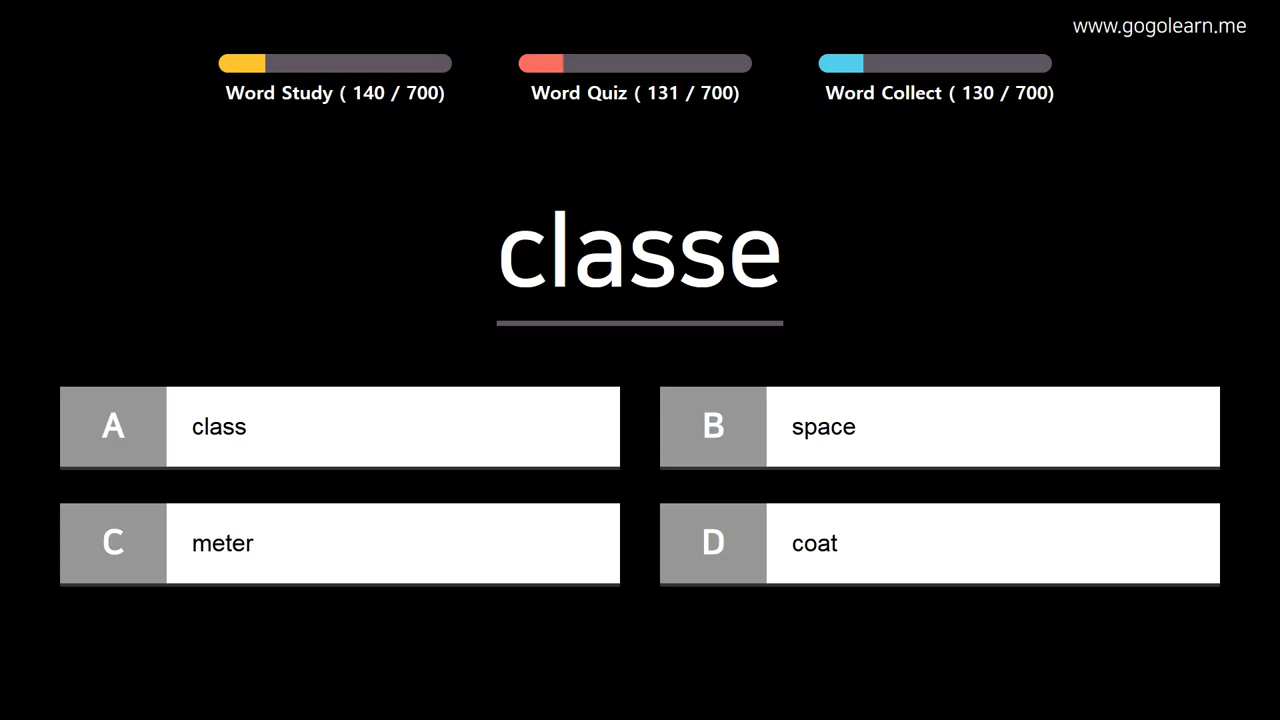 www.gogolearn.me
Word Study ( 140 / 700)
Word Quiz ( 131 / 700)
Word Collect ( 130 / 700)
classe
A class
B space
C meter
D coat